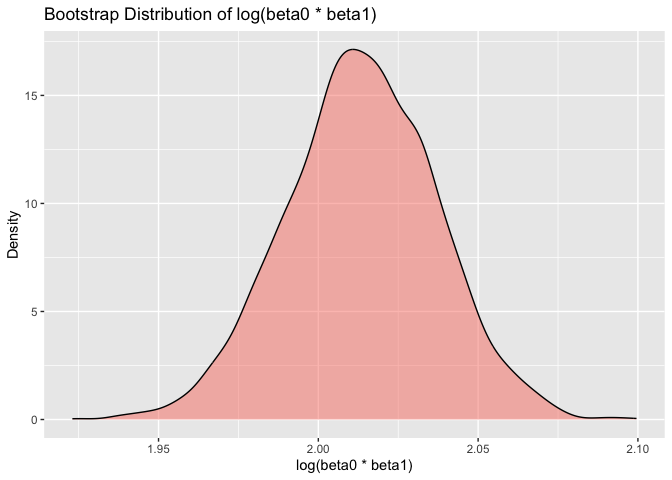 Bootstrap Distribution of log(beta0 * beta1)
15
10
5
0
Density
1.95 2.00 2.05 2.10
log(beta0 * beta1)